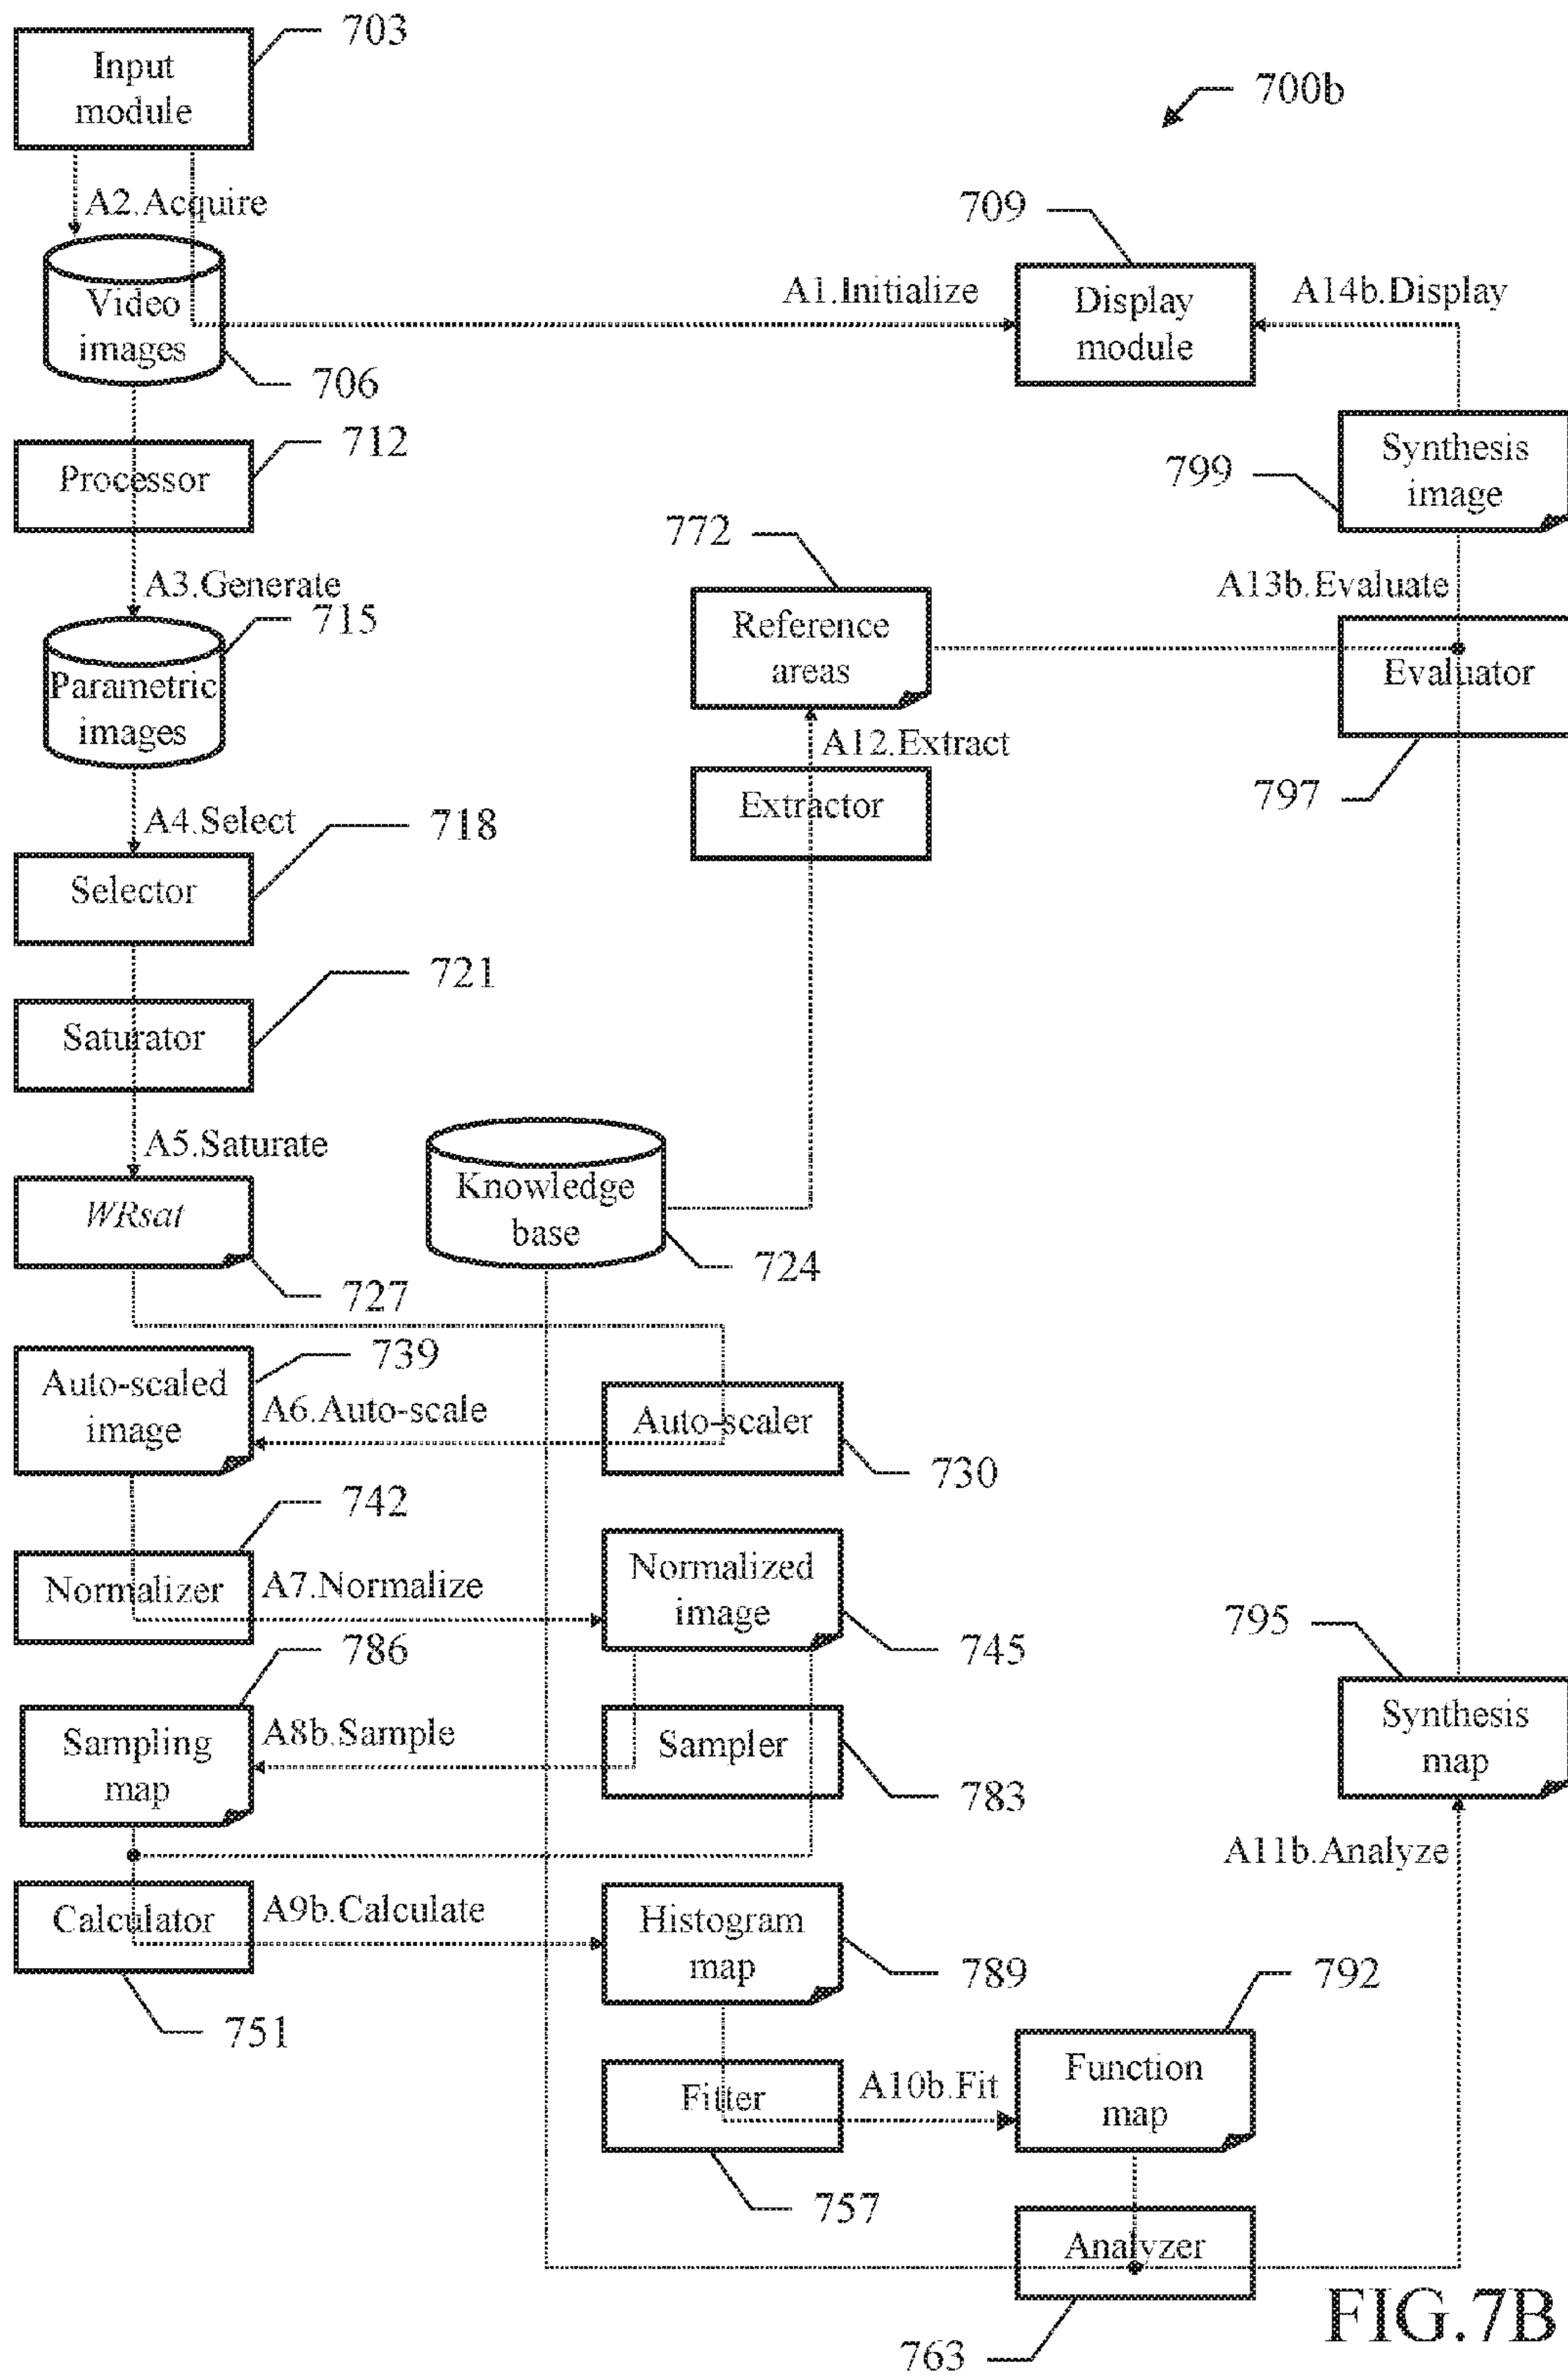 703
Input
module
700b
A2.Acquire
709
A1.Initialize
Display
module
A14b.Display
Video
images
706
712
Processor
Synthesis
image
799
772
A3.Generate
715
A13b.Evaluate
Reference
areas
Evaluator
Parametric
images
A12.Extract
797
Extractor
A4.Select
718
Selector
721
Saturator
A5.Saturate
WRsat
Knowledge
base
724
727
739
Auto-scaled
image
A6.Auto-scale
Auto-scaler
730
742
Normalizer
A7.Normalize
Normalized
image
745
786
795
Sampling
map
A8b.Sample
Sampler
783
Synthesis
map
A11b.Analyze
Calculator
A9b.Calculate
Histogram
map
789
792
751
Fitter
A10b.Fit
Function
map
757
Analyzer
763
FIG.7B